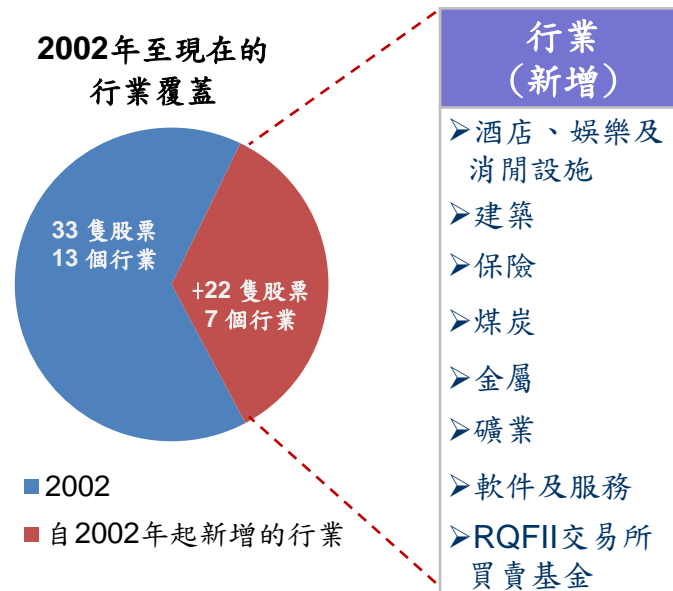 2002年至現在的
行業覆蓋
33 隻股票
13 個行業
+22 隻股票
7 個行業
2002
自2002年起新增的行業
行業
（新增）
➢酒店、娛樂及
消閒設施
➢建築
➢保險
➢煤炭
➢金屬
➢礦業
➢軟件及服務
➢RQFII交易所
買賣基金